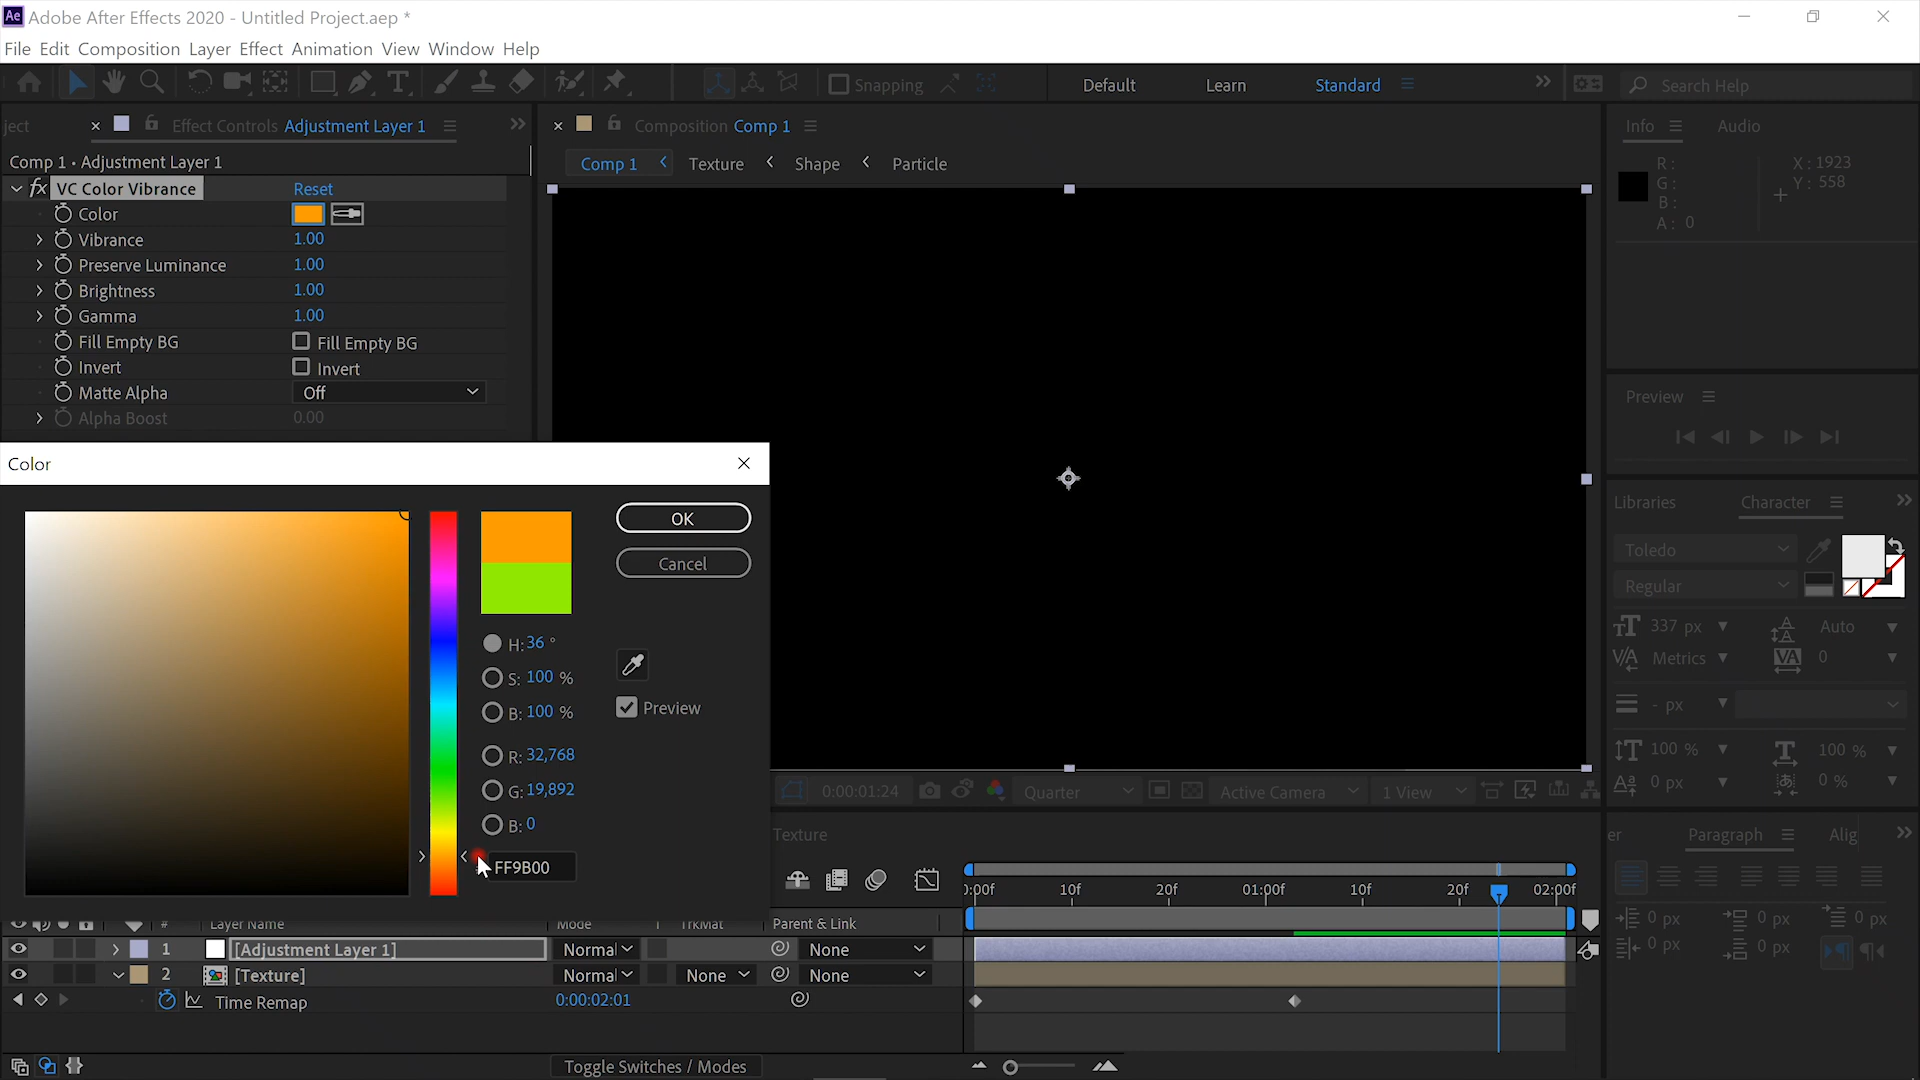 Ae Adobe After Effects 2020 - Untitled Project.aep *
File Edit Composition Layer Effect Animation View Window Help
Snapping
Default
Learn
Standard
Search Help
ject
Effect Controls Adjustment Layer 1
Composition Comp 1
Info
Audio
Comp 1 • Adjustment Layer 1
Comp 1
Texture
Shape
Particle
R:
G:
B:
A: 0
X: 1923
Y: 558
fx VC Color Vibrance
Reset
Color
Vibrance 1.00
Preserve Luminance 1.00
Brightness 1.00
Gamma 1.00
Fill Empty BG Fill Empty BG
Invert Invert
Matte Alpha Off
Alpha Boost 0.00
Preview
Color
OK
Cancel
H: 36 °
S: 100 %
B: 100 %
Preview
R: 32,768
G: 19,892
B: 0
FF9B00
Libraries
Character
Toledo
Regular
337 px
Auto
Metrics
0
- px
100 %
100 %
0 px
0 %
0:00:01:24
Quarter
Active Camera
1 View
Texture
er
Paragraph
Alig
0 px
0 px
0 px
0 px
0 px
):00f
10f
20f
01:00f
10f
20f
02:00f
# Layer Name Mode T TrkMat Parent & Link
1 [Adjustment Layer 1] Normal None
2 [Texture] Normal None None
Time Remap 0:00:02:01
Toggle Switches / Modes